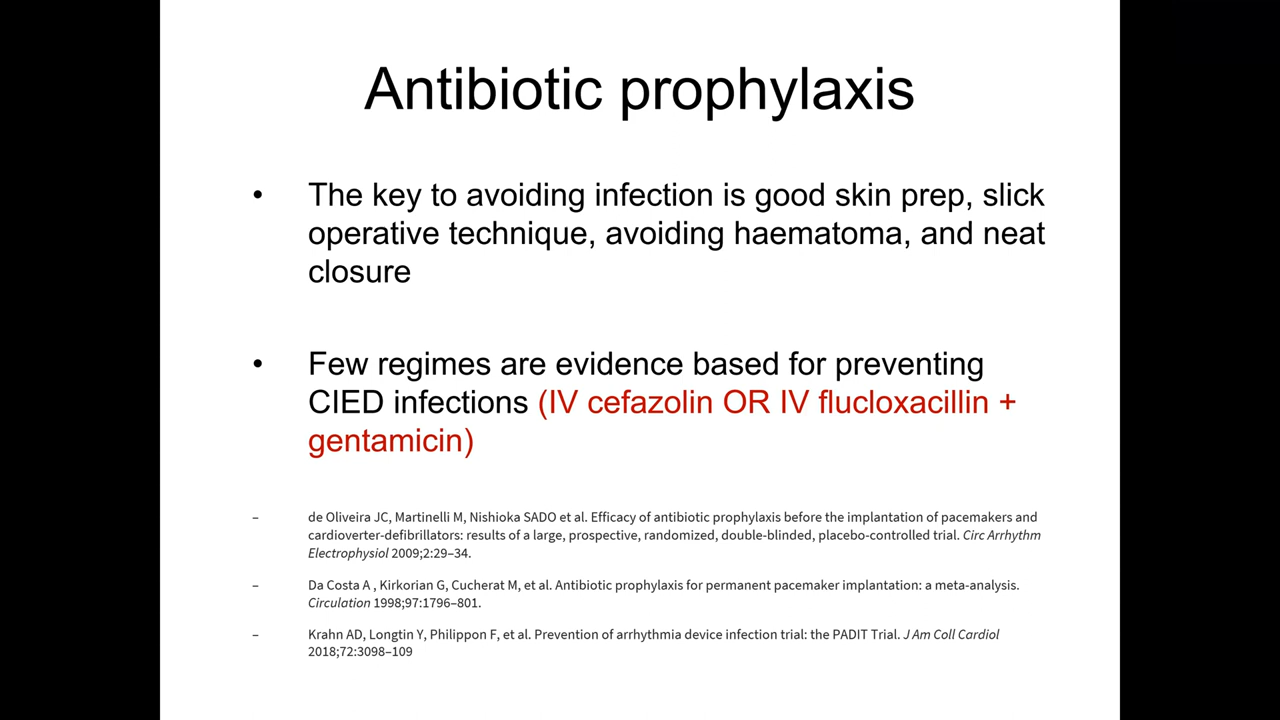 Antibiotic prophylaxis
• The key to avoiding infection is good skin prep, slick
operative technique, avoiding haematoma, and neat
closure
• Few regimes are evidence based for preventing
CIED infections (IV cefazolin OR IV flucloxacillin +
gentamicin)
– de Oliveira JC, Martinelli M, Nishioka SADO et al. Efficacy of antibiotic prophylaxis before the implantation of pacemakers and
cardioverter-defibrillators: results of a large, prospective, randomized, double-blinded, placebo-controlled trial. Circ Arrhythm
Electrophysiol 2009;2:29–34.
– Da Costa A , Kirkorian G, Cucherat M, et al. Antibiotic prophylaxis for permanent pacemaker implantation: a meta-analysis.
Circulation 1998;97:1796–801.
– Krahn AD, Longtin Y, Philippon F, et al. Prevention of arrhythmia device infection trial: the PADIT Trial. J Am Coll Cardiol
2018;72:3098–109